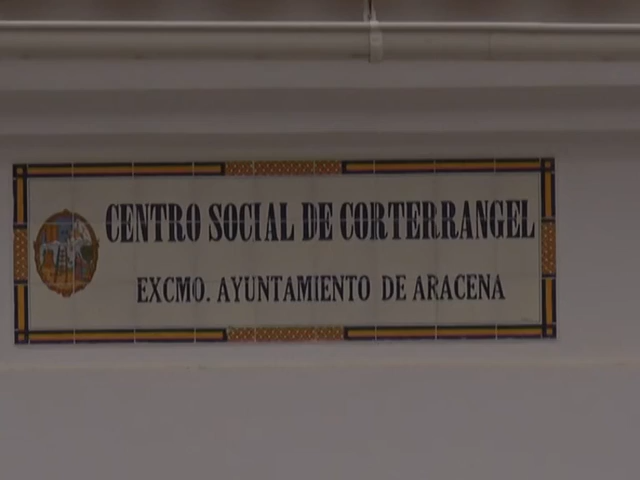 CENTRO SOCIAL DE CORTERRANGEL
EXCMO. AYUNTAMIENTO DE ARACENA